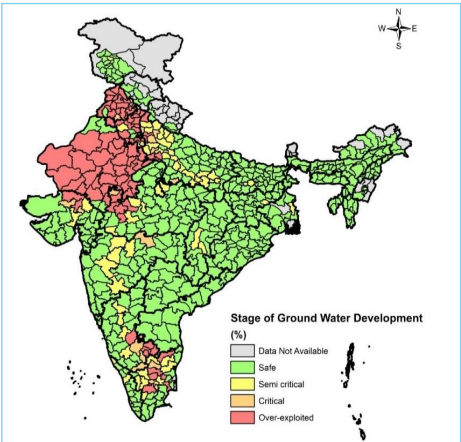 N
W E
S
Stage of Ground Water Development
(%)
Data Not Available
Safe
Semi critical
Critical
Over-exploited